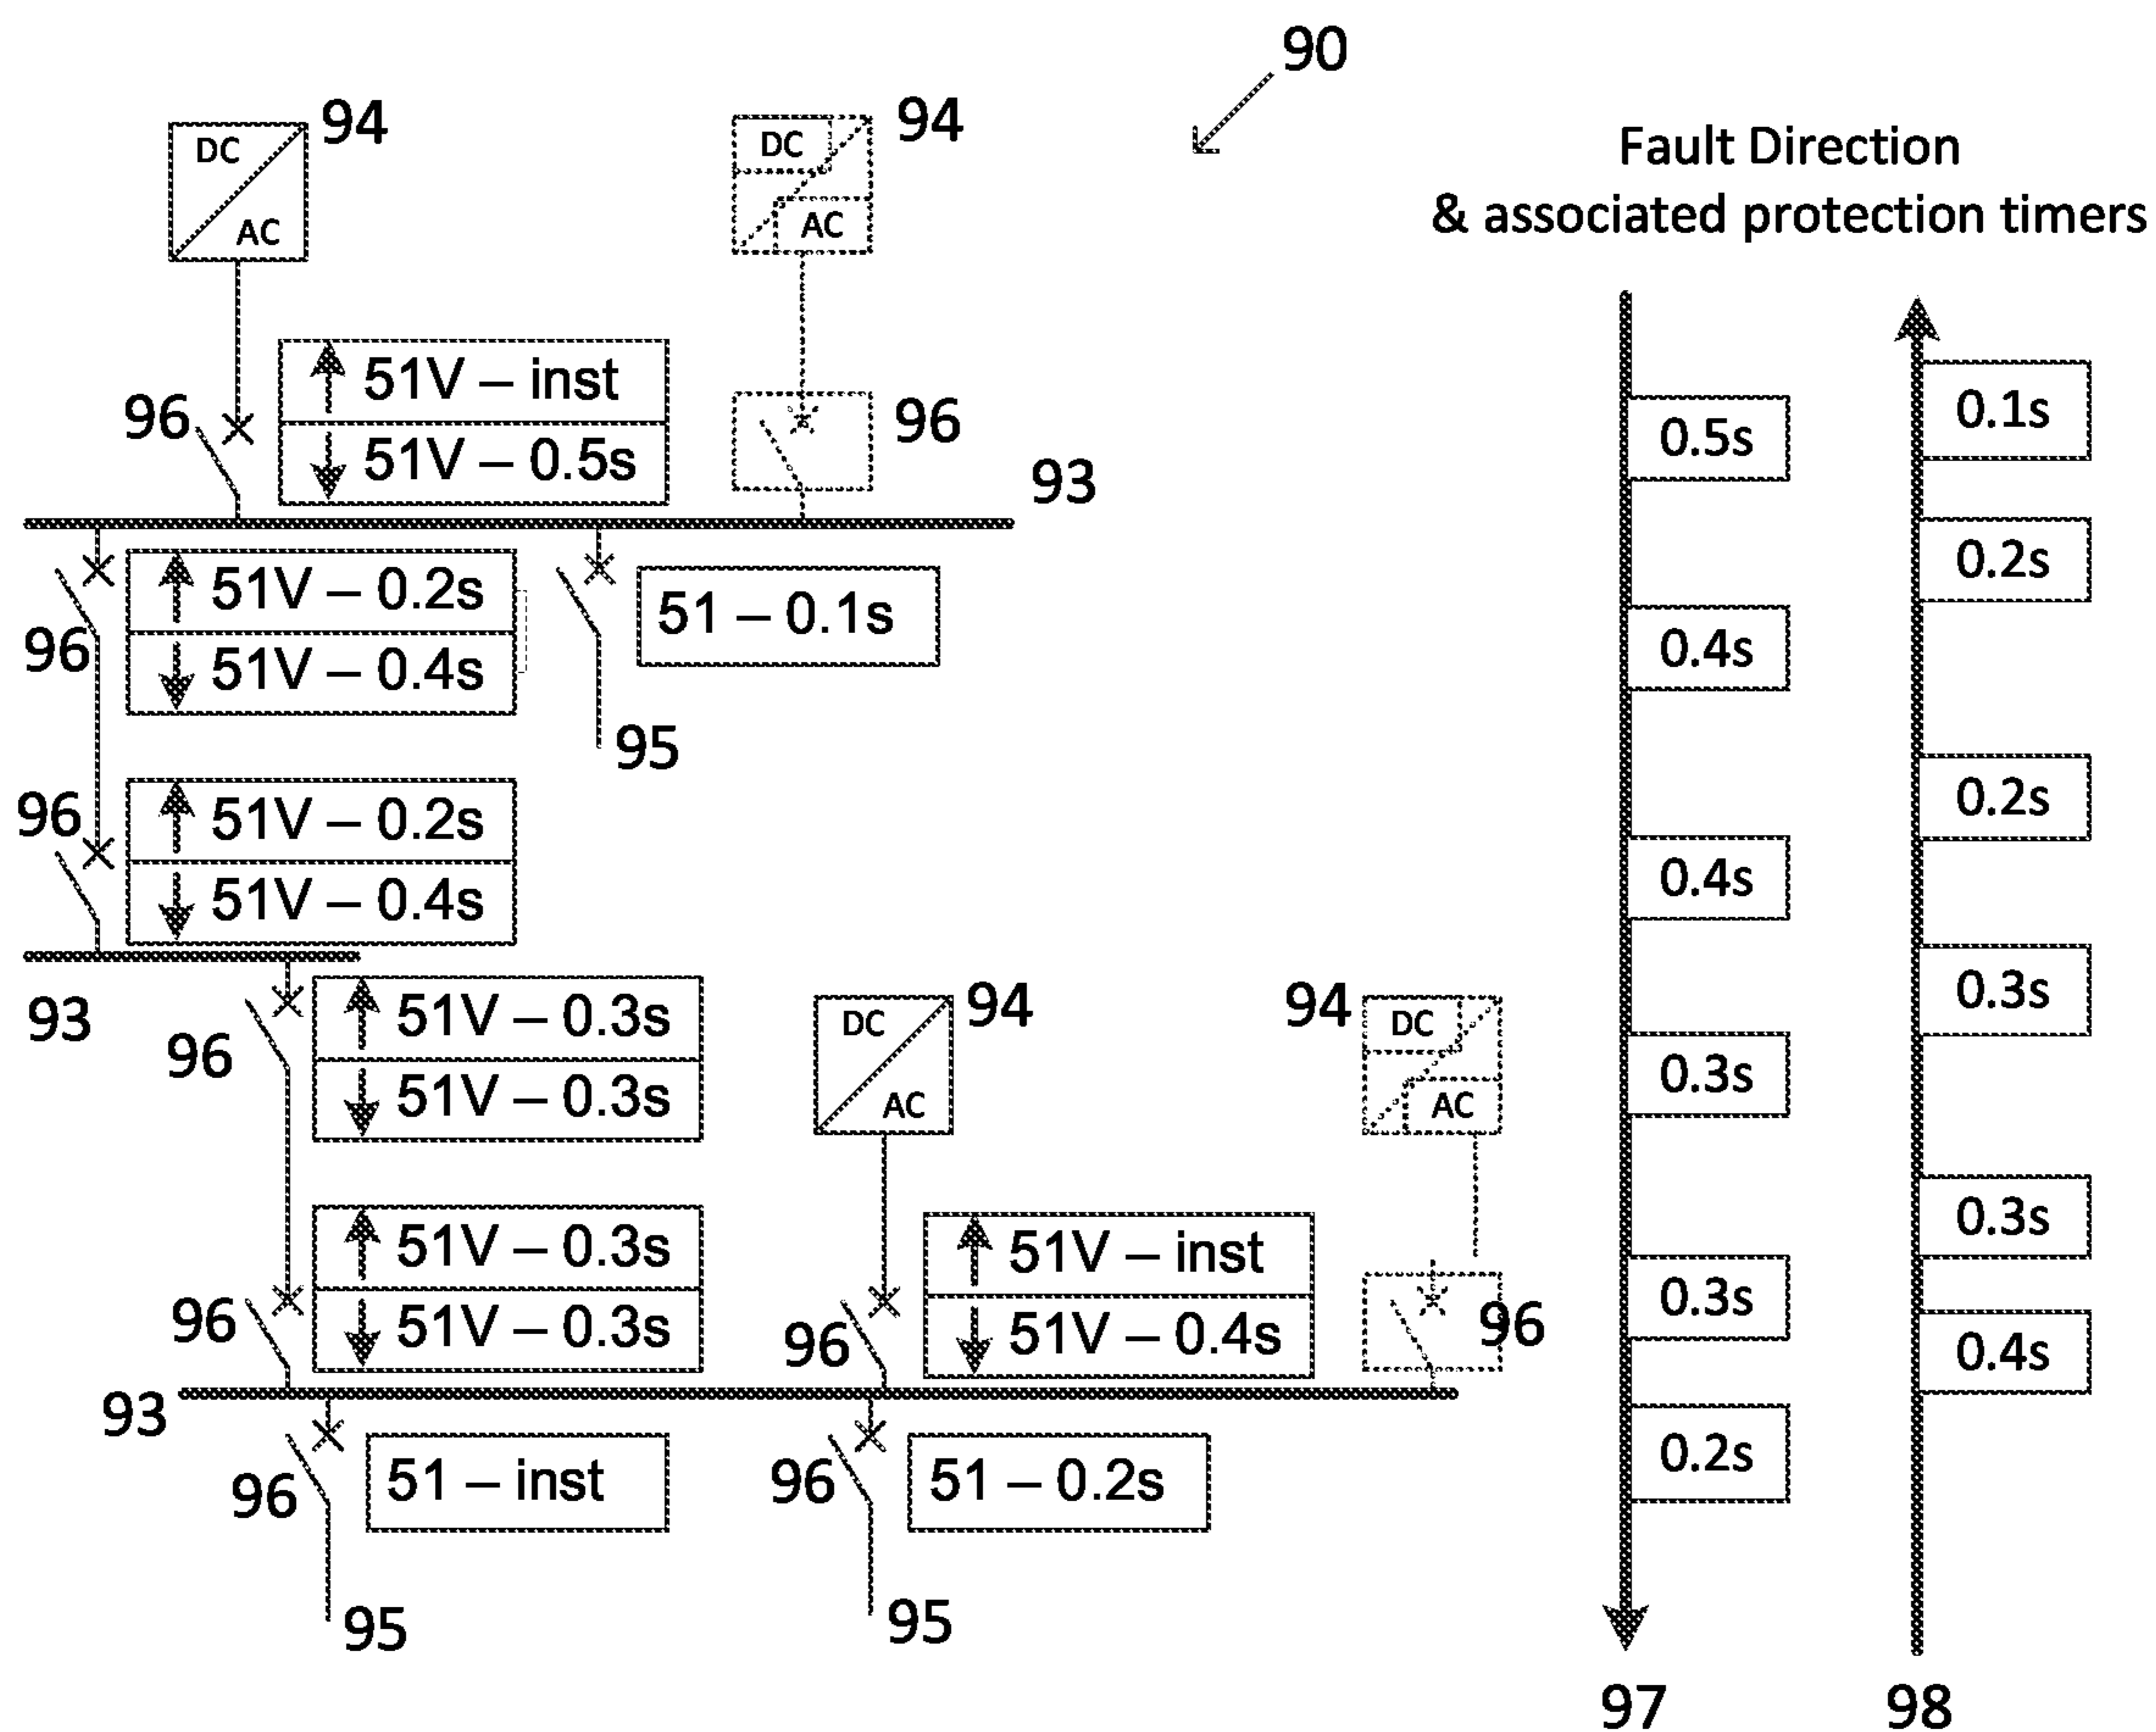 90
94
94
DC
AC
DC
AC
Fault Direction
& associated protection timers
96
51V – inst
51V – 0.5s
96
93
96
51V – 0.2s
51V – 0.4s
51 – 0.1s
95
96
51V – 0.2s
51V – 0.4s
93
96
51V – 0.3s
51V – 0.3s
94
DC
AC
94
DC
AC
96
51V – 0.3s
51V – 0.3s
96
51V – inst
51V – 0.4s
96
93
96
51 – inst
96
51 – 0.2s
95
95
0.5s
0.4s
0.4s
0.3s
0.3s
0.2s
97
0.1s
0.2s
0.2s
0.3s
0.3s
0.4s
98